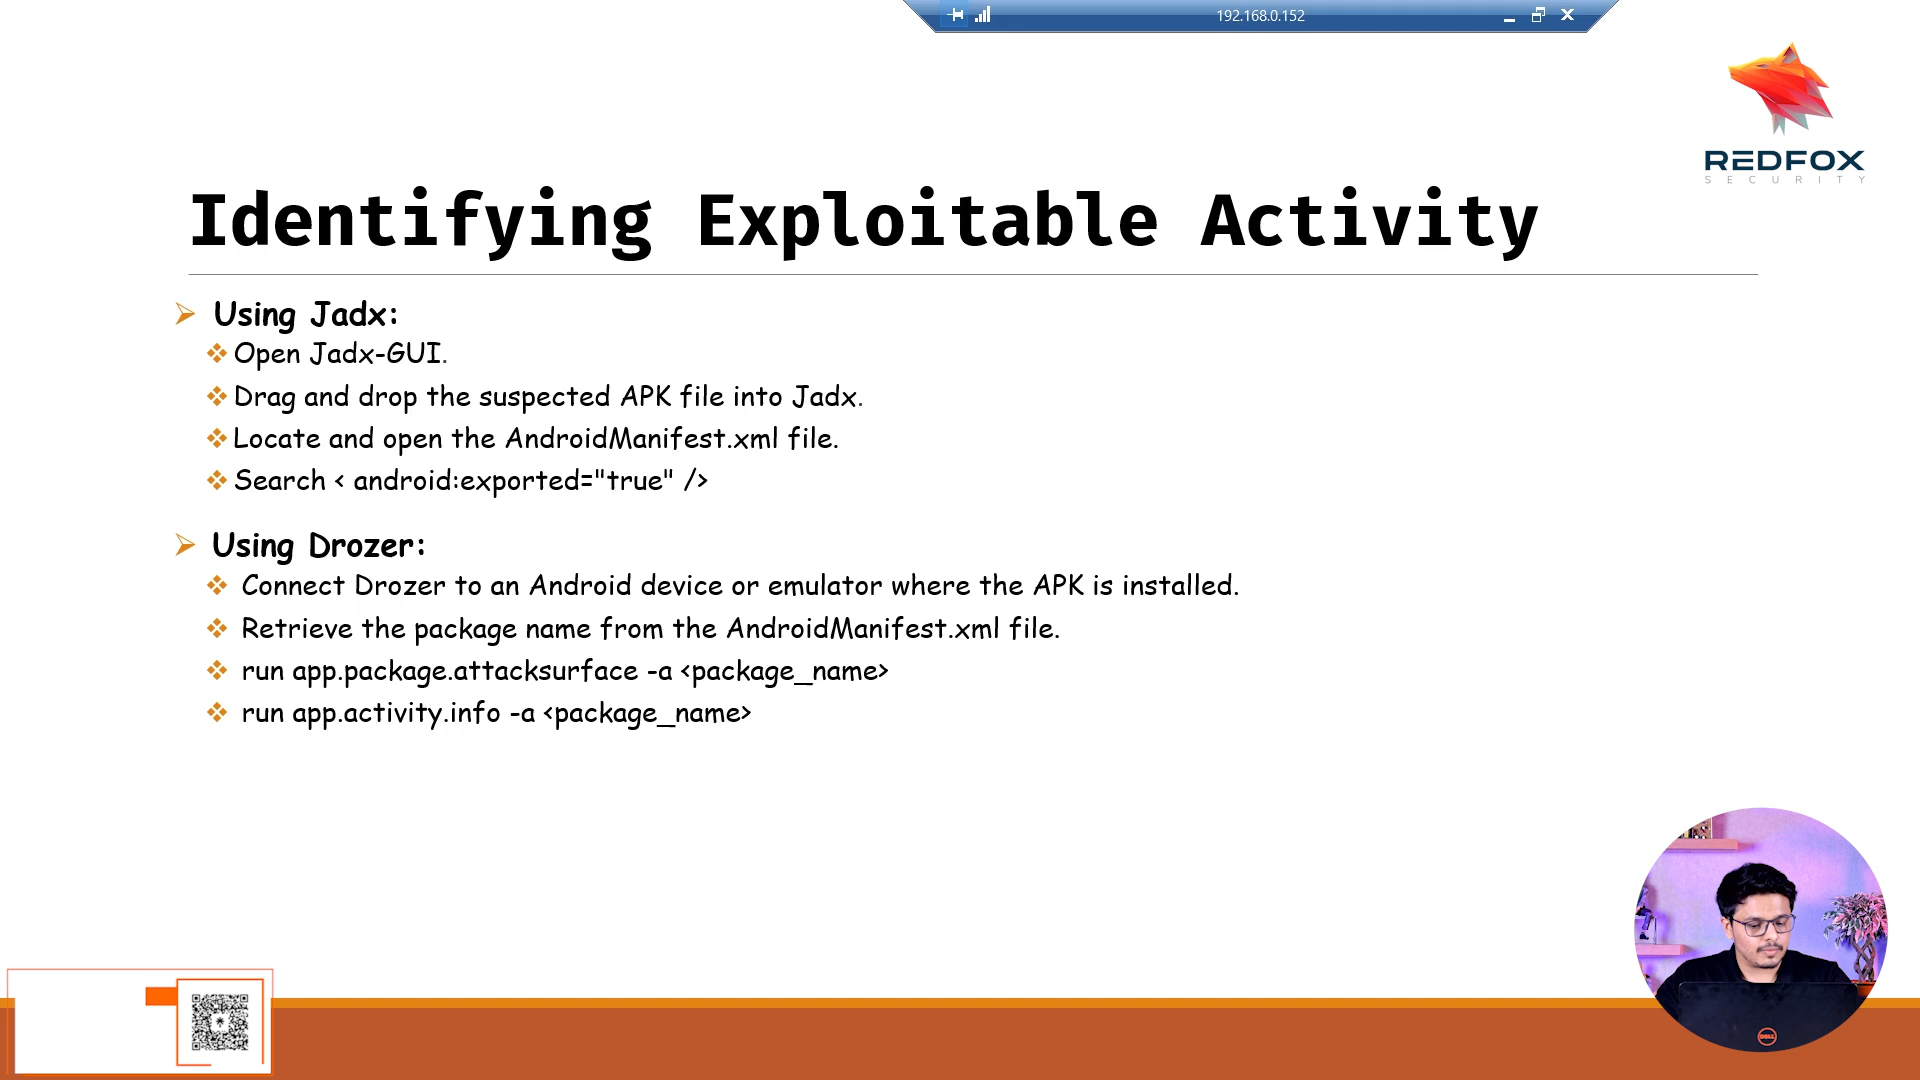 192.168.0.152
REDFOX
SECURITY
Identifying Exploitable Activity
Using Jadx:
Open Jadx-GUI.
Drag and drop the suspected APK file into Jadx.
Locate and open the AndroidManifest.xml file.
Search < android:exported="true" />
Using Drozer:
Connect Drozer to an Android device or emulator where the APK is installed.
Retrieve the package name from the AndroidManifest.xml file.
run app.package.attacksurface -a <package_name>
run app.activity.info -a <package_name>
DELL